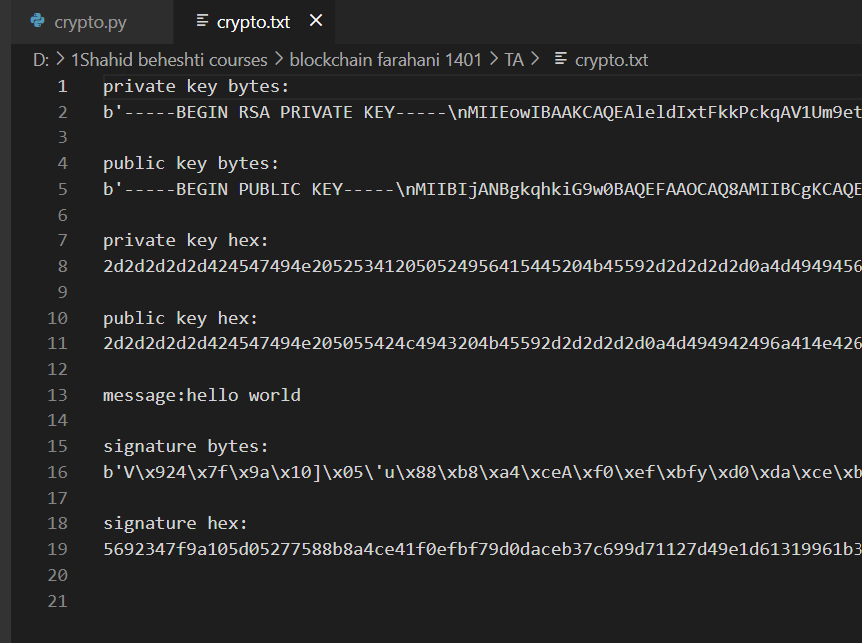 crypto.py
crypto.txt
D: > 1Shahid beheshti courses > blockchain farahani 1401 > TA > crypto.txt
1 private key bytes:
2 b'-----BEGIN RSA PRIVATE KEY-----\nMIIEowIBAAKCAQEAleldIxtFkkPckqAV1Um9et
3
4 public key bytes:
5 b'-----BEGIN PUBLIC KEY-----\nMIIBIjANBgkqhkiG9w0BAQEFAAOCAQ8AMIIBCgKCAQE
6
7 private key hex:
8 2d2d2d2d2d424547494e205253412050524956415445204b45592d2d2d2d2d0a4d4949456
9
10 public key hex:
11 2d2d2d2d2d424547494e205055424c4943204b45592d2d2d2d2d0a4d494942496a414e426
12
13 message:hello world
14
15 signature bytes:
16 b'V\x924\x7f\x9a\x10]\x05\'u\x88\xb8\xa4\xceA\xf0\xef\xbfy\xd0\xda\xce\xb
17
18 signature hex:
19 5692347f9a105d05277588b8a4ce41f0efbf79d0daceb37c699d71127d49e1d61319961b3
20
21